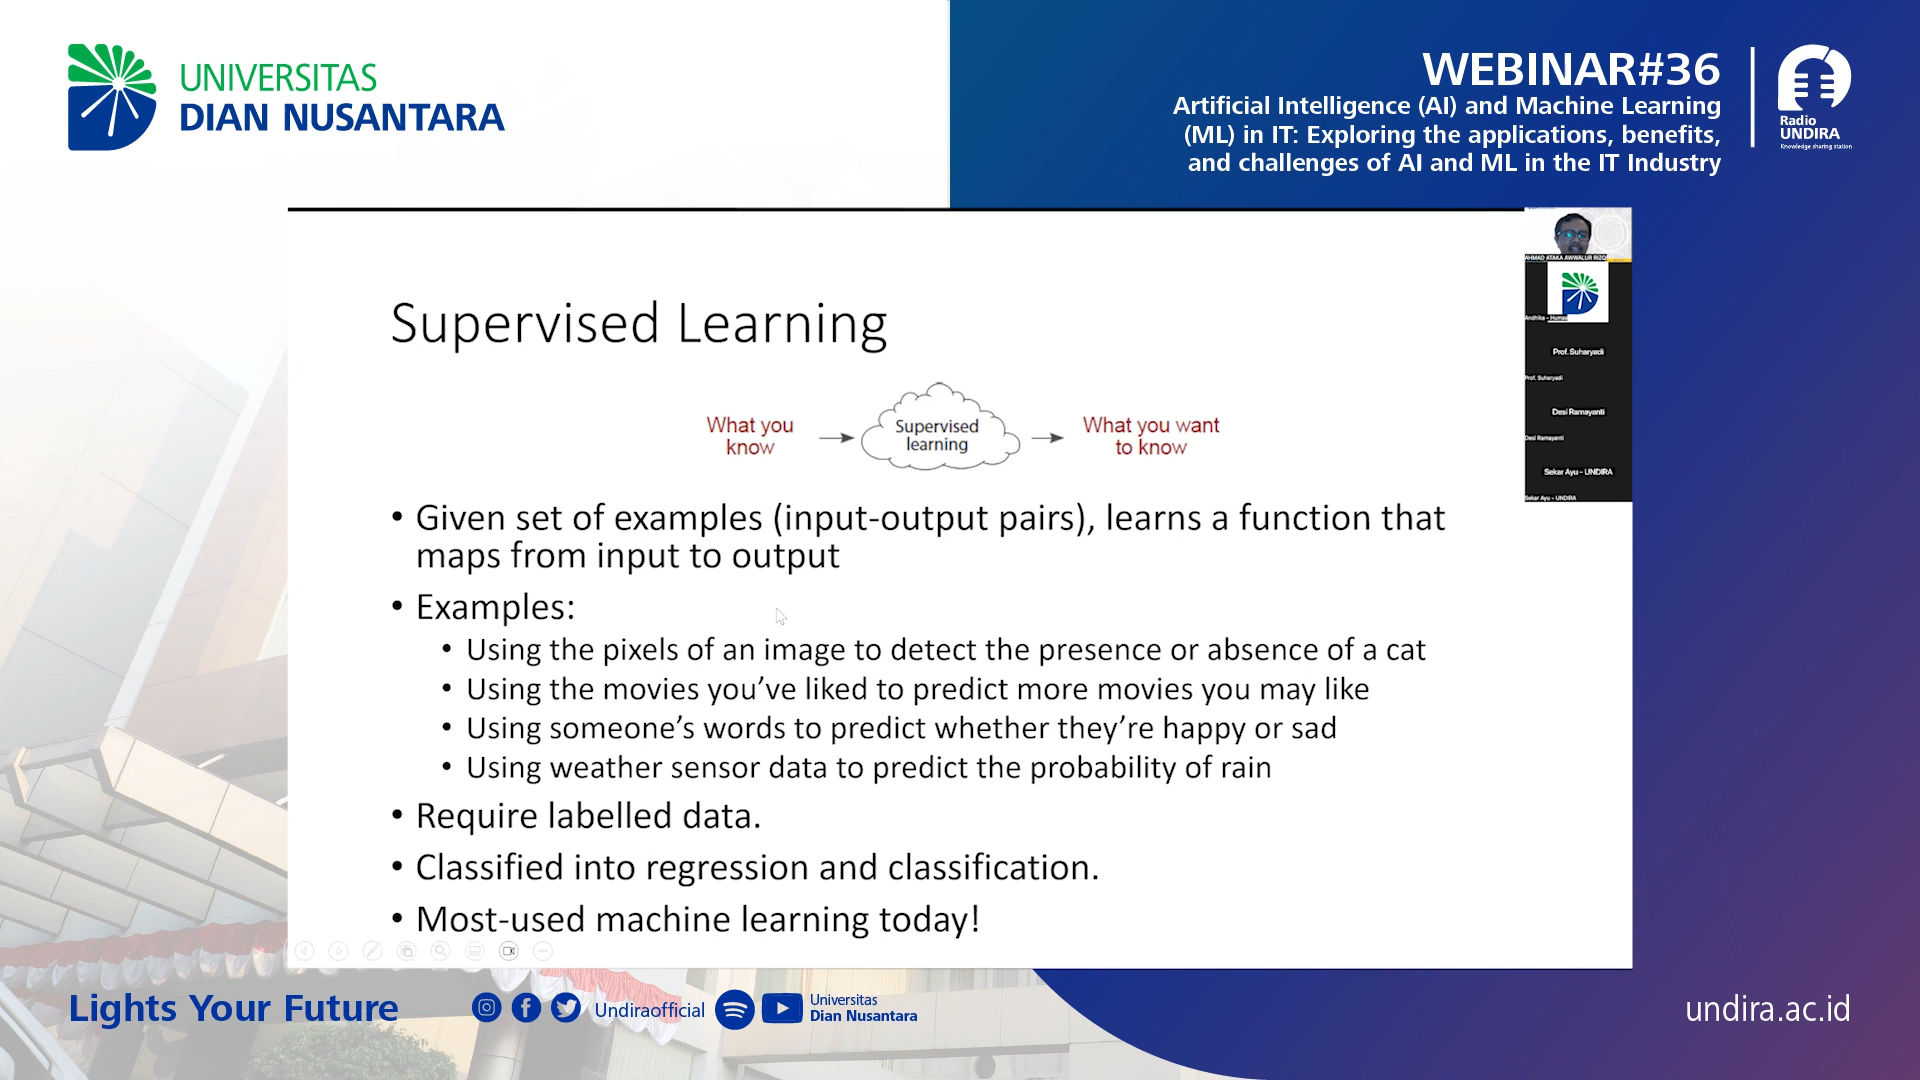 UNIVERSITAS
DIAN NUSANTARA
WEBINAR#36
Artificial Intelligence (AI) and Machine Learning
(ML) in IT: Exploring the applications, benefits,
and challenges of AI and ML in the IT Industry
Radio
UNDIRA
Knowledge sharing station
Supervised Learning
What you
know
Supervised
learning
What you want
to know
• Given set of examples (input-output pairs), learns a function that
maps from input to output
• Examples:
• Using the pixels of an image to detect the presence or absence of a cat
• Using the movies you’ve liked to predict more movies you may like
• Using someone’s words to predict whether they’re happy or sad
• Using weather sensor data to predict the probability of rain
• Require labelled data.
• Classified into regression and classification.
• Most-used machine learning today!
AHMAD ATAKA AWWALUR RIZQI
Andhika - Humas
Prof. Suharyadi
Prof. Suharyadi
Desi Ramayanti
Desi Ramayanti
Sekar Ayu - UNDIRA
Sekar Ayu - UNDIRA
Lights Your Future
Undiraofficial
Universitas
Dian Nusantara
undira.ac.id